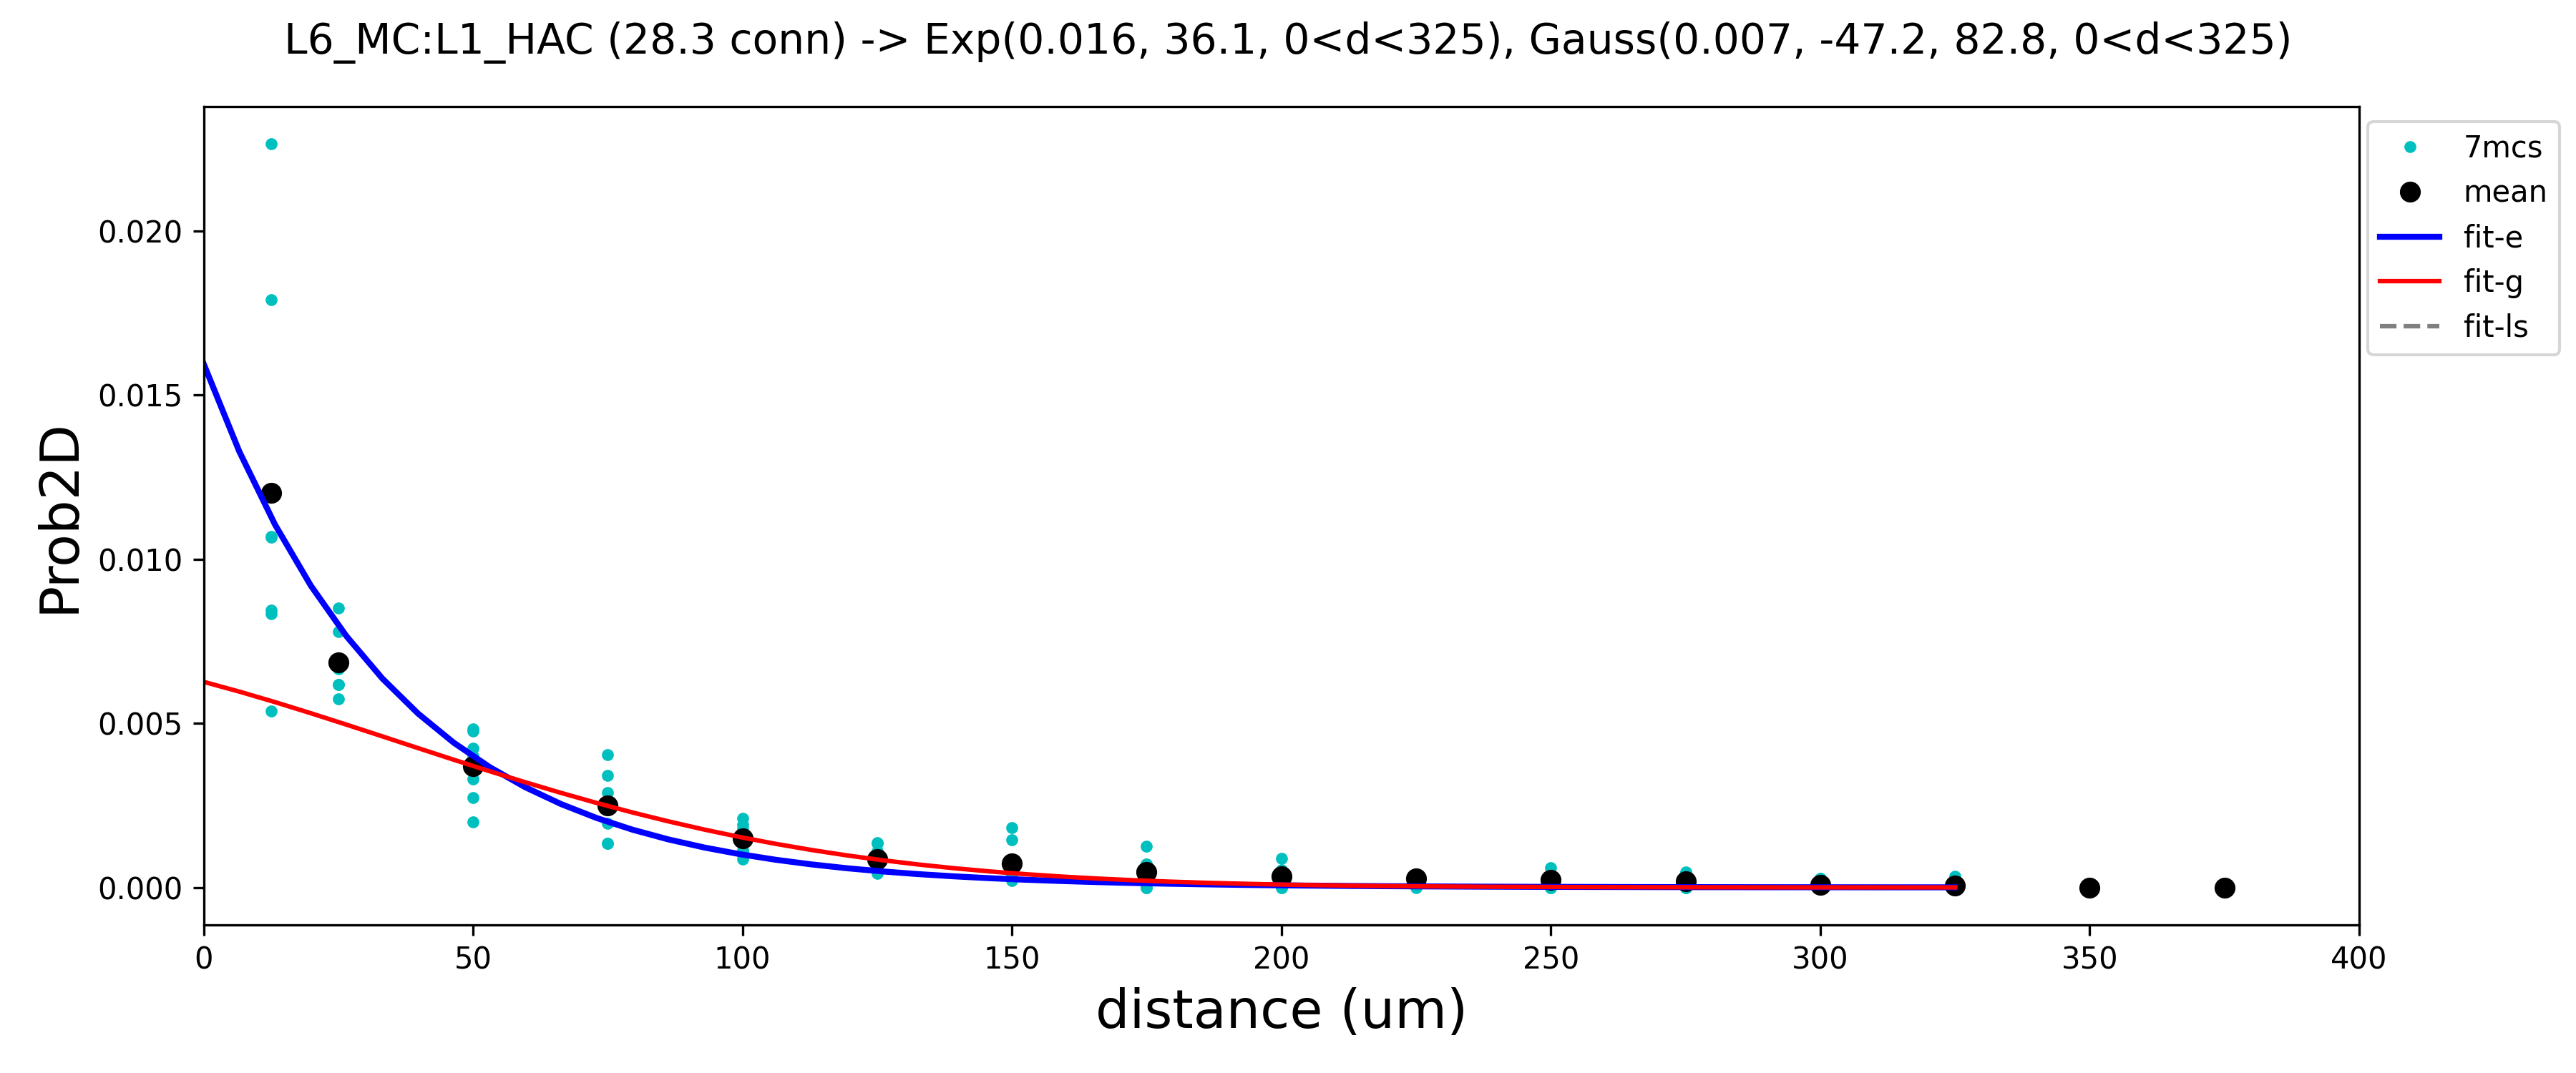 L6_MC:L1_HAC (28.3 conn) -> Exp(0.016, 36.1, 0<d<325), Gauss(0.007, -47.2, 82.8, 0<d<325)
Prob2D
0.020
0.015
0.010
0.005
0.000
0
50
100
150
200
250
300
350
400
distance (um)
7mcs
mean
fit-e
fit-g
fit-ls